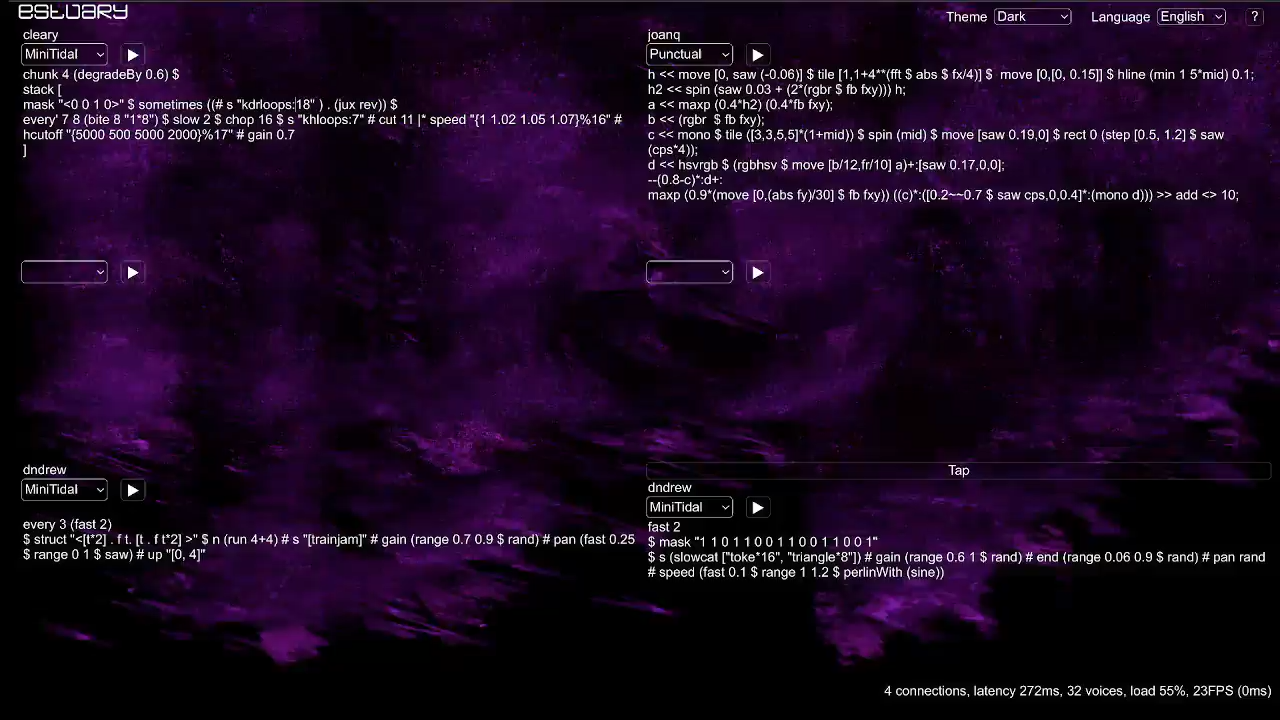 estuary
Theme Dark Language English ?
cleary
MiniTidal
chunk 4 (degradeBy 0.6) $
stack [
mask "<0 0 1 0>" $ sometimes ((# s "kdrloops:18" ) . (jux rev)) $
every' 7 8 (bite 8 "1*8") $ slow 2 $ chop 16 $ s "khloops:7" # cut 11 |* speed "{1 1.02 1.05 1.07}%16" #
hcutoff "{5000 500 5000 2000}%17" # gain 0.7
]
joanq
Punctual
h << move [0, saw (-0.06)] $ tile [1,1+4**(fft $ abs $ fx/4)] $  move [0,[0, 0.15]] $ hline (min 1 5*mid) 0.1;
h2 << spin (saw 0.03 + (2*(rgbr $ fb fxy))) h;
a << maxp (0.4*h2) (0.4*fb fxy);
b << (rgbr  $ fb fxy);
c << mono $ tile ([3,3,5,5]*(1+mid)) $ spin (mid) $ move [saw 0.19,0] $ rect 0 (step [0.5, 1.2] $ saw
(cps*4));
d << hsvrgb $ (rgbhsv $ move [b/12,fr/10] a)+:[saw 0.17,0,0];
--(0.8-c)*:d+:
maxp (0.9*(move [0,(abs fy)/30] $ fb fxy)) ((c)*:([0.2~~0.7 $ saw cps,0,0.4]*:(mono d))) >> add <> 10;
dndrew
MiniTidal
every 3 (fast 2)
$ struct "<[t*2] . f t. [t . f t*2] >" $ n (run 4+4) # s "[trainjam]" # gain (range 0.7 0.9 $ rand) # pan (fast 0.25
$ range 0 1 $ saw) # up "[0, 4]"
Tap
dndrew
MiniTidal
fast 2
$ mask "1 1 0 1 1 0 0 1 1 0 0 1 1 0 0 1"
$ s (slowcat ["toke*16", "triangle*8"]) # gain (range 0.6 1 $ rand) # end (range 0.06 0.9 $ rand) # pan rand
# speed (fast 0.1 $ range 1 1.2 $ perlinWith (sine))
4 connections, latency 272ms, 32 voices, load 55%, 23FPS (0ms)